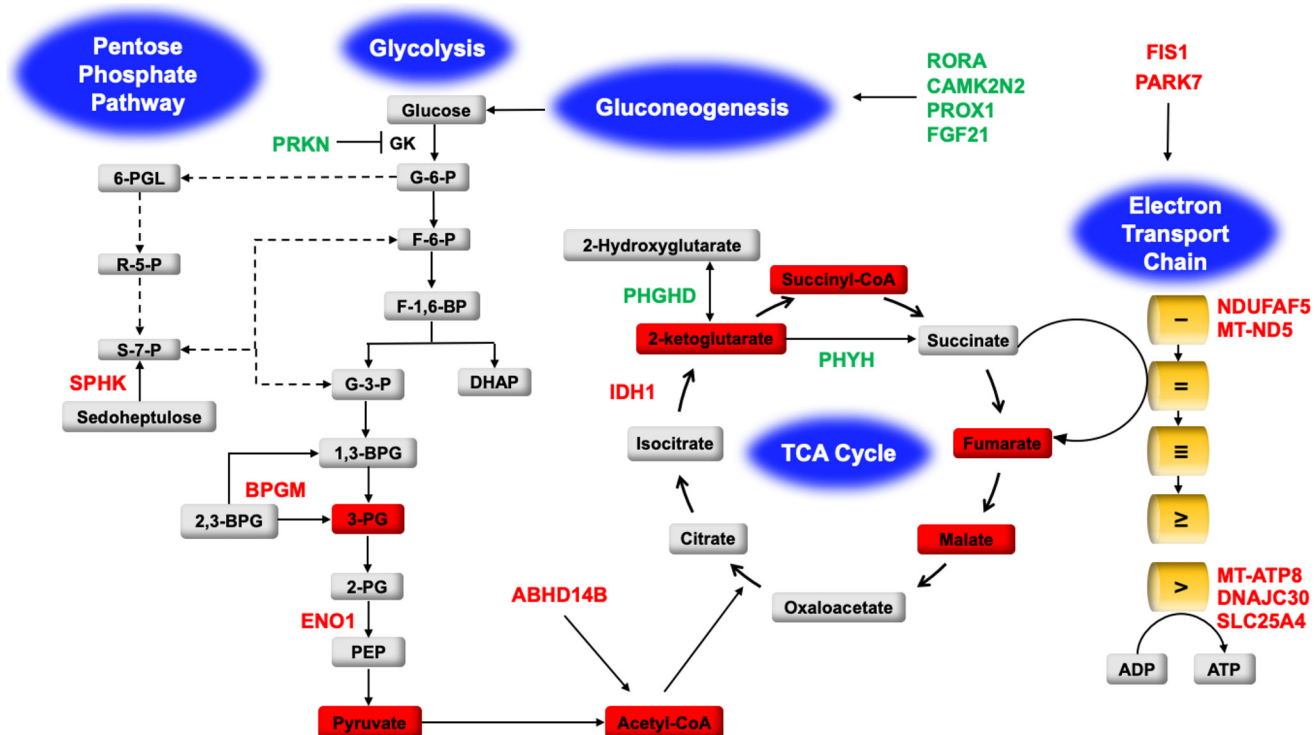 Pentose
Phosphate
Pathway
Glycolysis
Gluconeogenesis
RORA
CAMK2N2
PROX1
FGF21
FIS1
PARK7
Glucose
PRKN
GK
6-PGL
G-6-P
Electron
Transport
Chain
R-5-P
F-6-P
2-Hydroxyglutarate
Succinyl-CoA
PHGHD
F-1,6-BP
I
NDUFAF5
MT-ND5
S-7-P
2-ketoglutarate
Succinate
PHYH
SPHK
G-3-P
DHAP
IDH1
II
Sedoheptulose
1,3-BPG
Isocitrate
TCA Cycle
Fumarate
III
BPGM
2,3-BPG
3-PG
Citrate
Malate
IV
2-PG
ABHD14B
Oxaloacetate
V
MT-ATP8
DNAJC30
SLC25A4
ENO1
PEP
ADP
ATP
Pyruvate
Acetyl-CoA